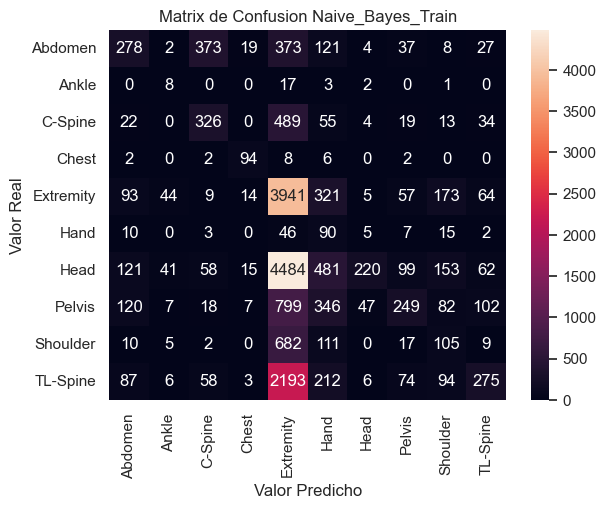 Matrix de Confusion Naive_Bayes_Train
Abdomen 278 2 373 19 373 121 4 37 8 27
Ankle 0 8 0 0 17 3 2 0 1 0
C-Spine 22 0 326 0 489 55 4 19 13 34
Chest 2 0 2 94 8 6 0 2 0 0
Extremity 93 44 9 14 3941 321 5 57 173 64
Hand 10 0 3 0 46 90 5 7 15 2
Head 121 41 58 15 4484 481 220 99 153 62
Pelvis 120 7 18 7 799 346 47 249 82 102
Shoulder 10 5 2 0 682 111 0 17 105 9
TL-Spine 87 6 58 3 2193 212 6 74 94 275
Abdomen Ankle C-Spine Chest Extremity Hand Head Pelvis Shoulder TL-Spine
Valor Predicho
Valor Real
4000
3500
3000
2500
2000
1500
1000
500
0